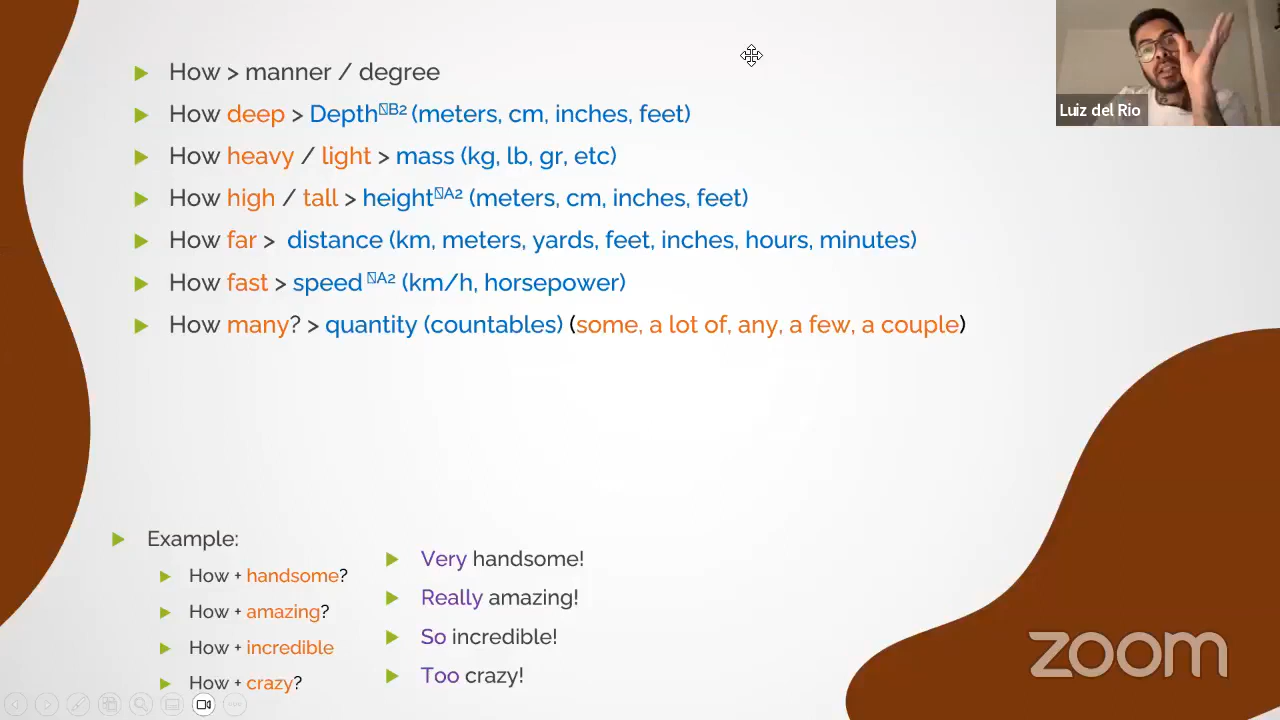 How > manner / degree
How deep > Depth B2 (meters, cm, inches, feet)
How heavy / light > mass (kg, lb, gr, etc)
How high / tall > height A2 (meters, cm, inches, feet)
How far > distance (km, meters, yards, feet, inches, hours, minutes)
How fast > speed A2 (km/h, horsepower)
How many? > quantity (countables) (some, a lot of, any, a few, a couple)
Luiz del Rio
Example:
How + handsome?
How + amazing?
How + incredible
How + crazy?
Very handsome!
Really amazing!
So incredible!
Too crazy!
zoom